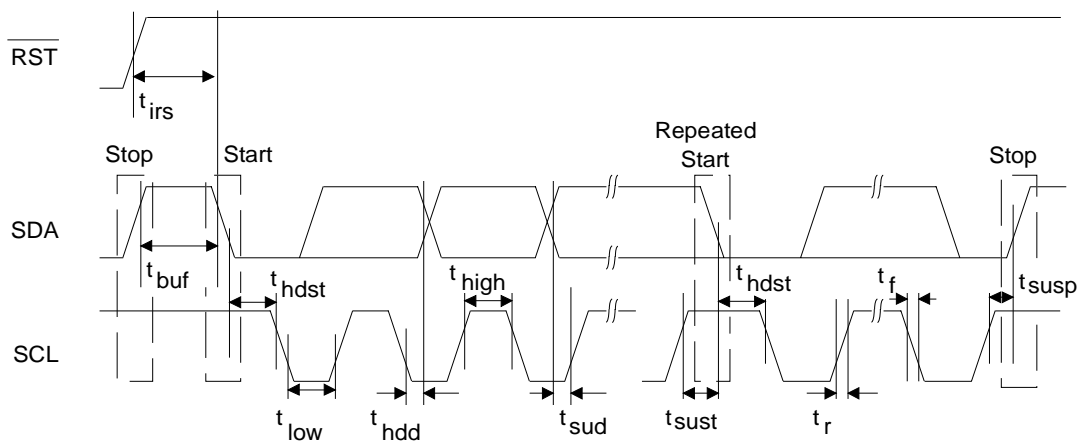 RST
t irs
Repeated
Stop Start Start Stop
SDA
t buf t hdst t high t hdst t f t susp
SCL
t low t hdd t sud t sust t r